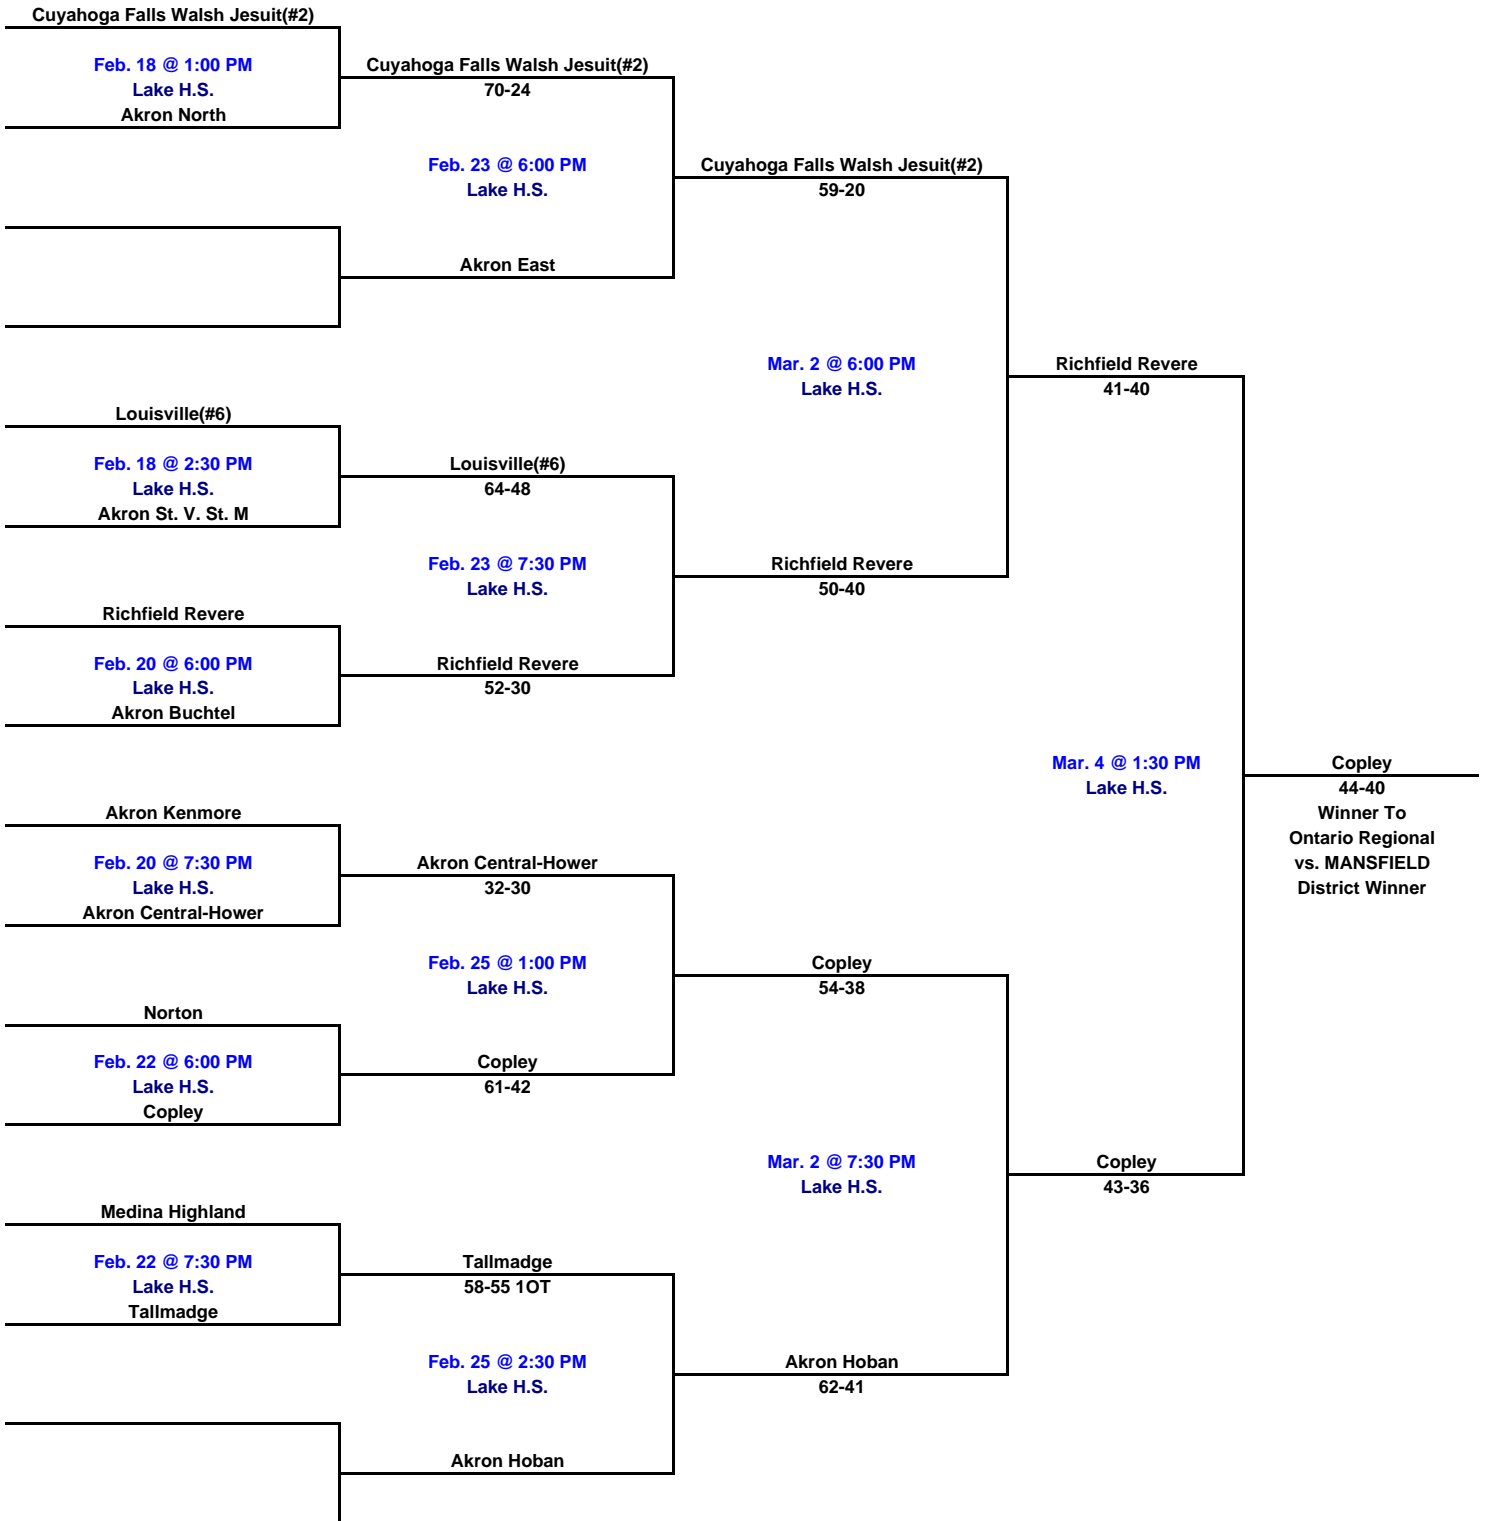 Cuyahoga Falls Walsh Jesuit(#2)
Feb. 18 @ 1:00 PM
Lake H.S.
Akron North
Cuyahoga Falls Walsh Jesuit(#2)
70-24
Feb. 23 @ 6:00 PM
Lake H.S.
Akron East
Cuyahoga Falls Walsh Jesuit(#2)
59-20
Mar. 2 @ 6:00 PM
Lake H.S.
Richfield Revere
41-40
Louisville(#6)
Feb. 18 @ 2:30 PM
Lake H.S.
Akron St. V. St. M
Louisville(#6)
64-48
Feb. 23 @ 7:30 PM
Lake H.S.
Richfield Revere
50-40
Richfield Revere
Feb. 20 @ 6:00 PM
Lake H.S.
Akron Buchtel
Richfield Revere
52-30
Mar. 4 @ 1:30 PM
Lake H.S.
Copley
44-40
Winner To
Ontario Regional
vs. MANSFIELD
District Winner
Akron Kenmore
Feb. 20 @ 7:30 PM
Lake H.S.
Akron Central-Hower
Akron Central-Hower
32-30
Feb. 25 @ 1:00 PM
Lake H.S.
Copley
54-38
Norton
Feb. 22 @ 6:00 PM
Lake H.S.
Copley
Copley
61-42
Mar. 2 @ 7:30 PM
Lake H.S.
Copley
43-36
Medina Highland
Feb. 22 @ 7:30 PM
Lake H.S.
Tallmadge
Tallmadge
58-55 1OT
Feb. 25 @ 2:30 PM
Lake H.S.
Akron Hoban
62-41
Akron Hoban